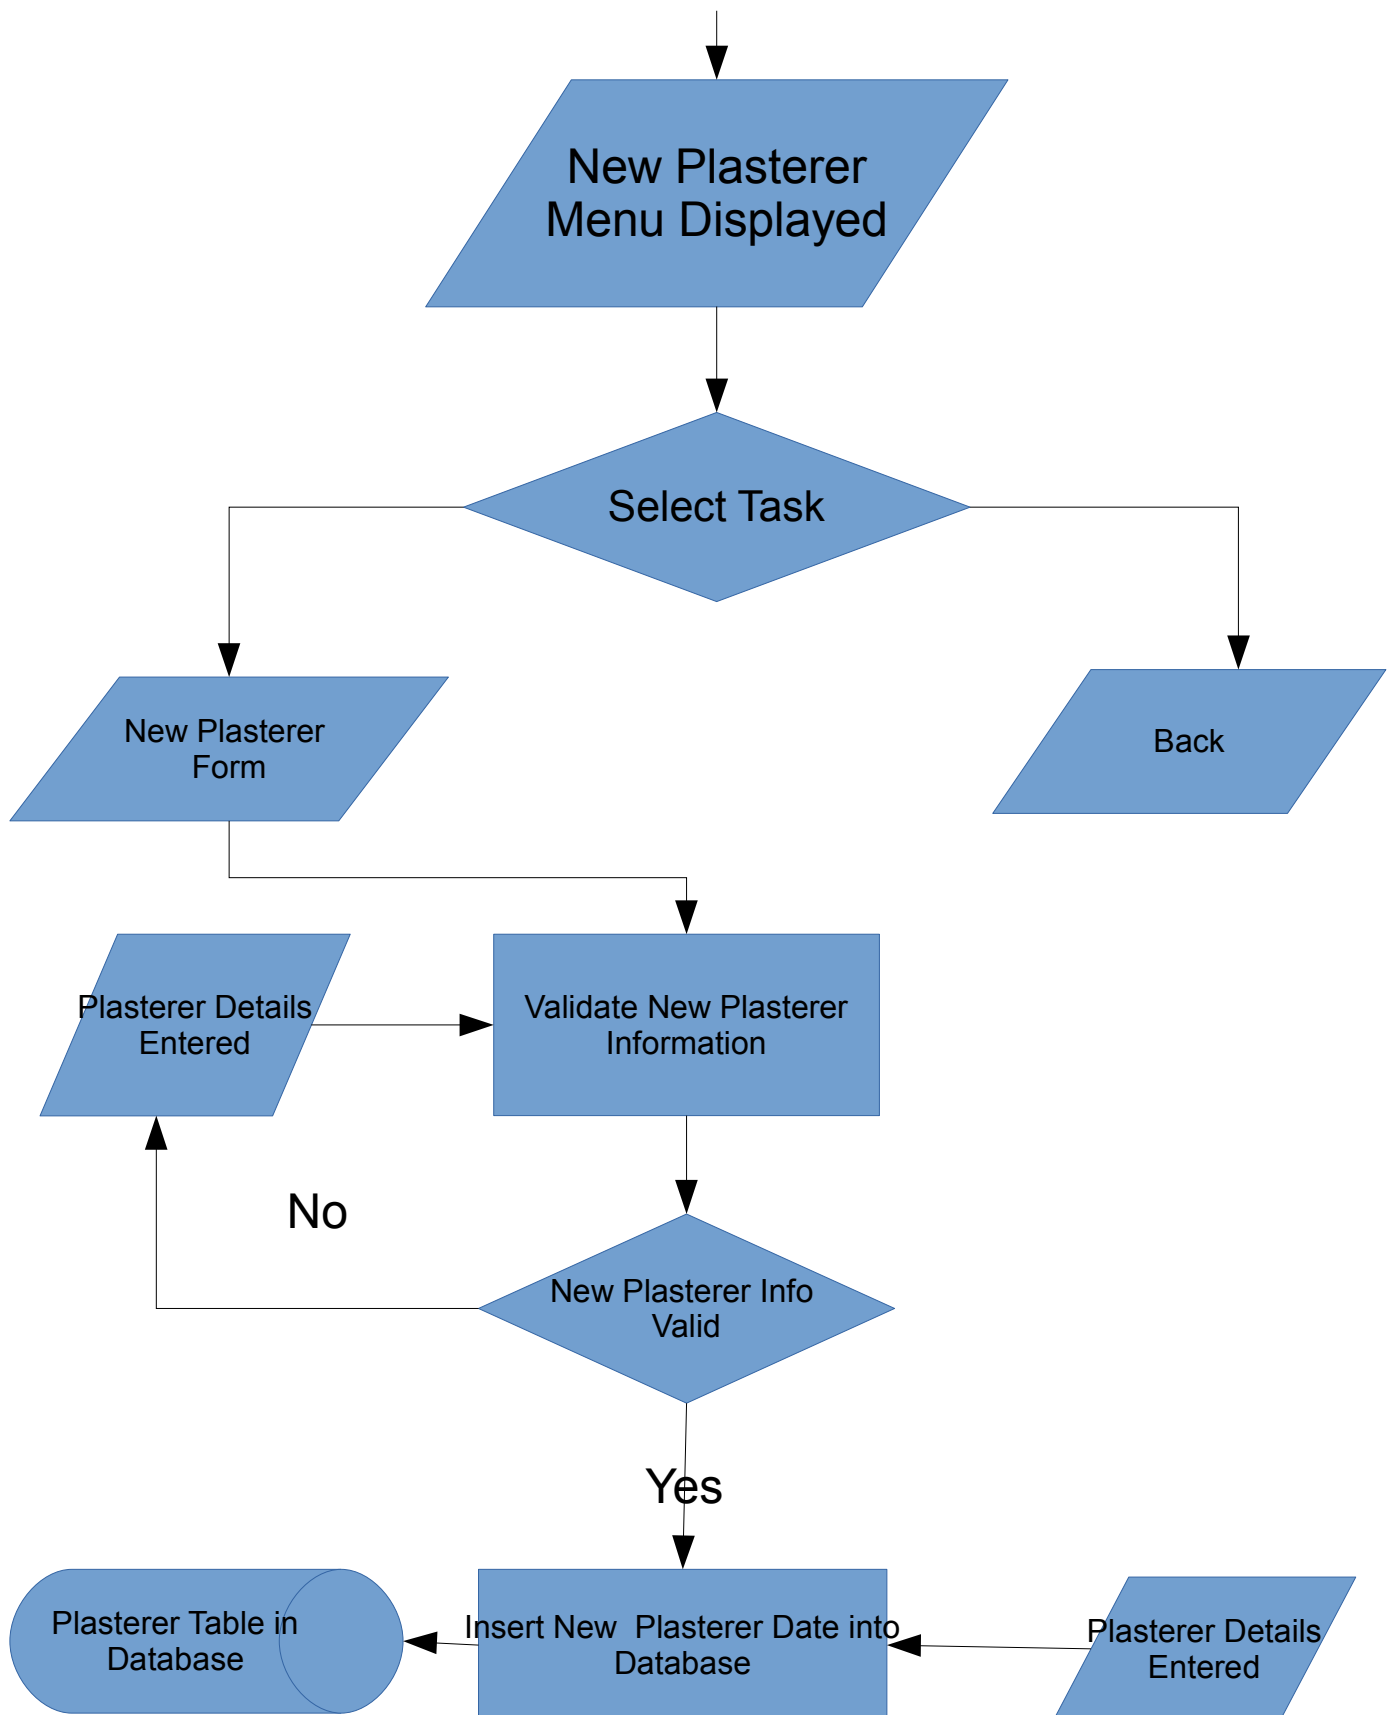 New Plasterer
Menu Displayed
Select Task
New Plasterer
Form
Back
Plasterer Details
Entered
Validate New Plasterer
Information
No
New Plasterer Info
Valid
Yes
Plasterer Table in
Database
Insert New  Plasterer Date into
Database
Plasterer Details
Entered